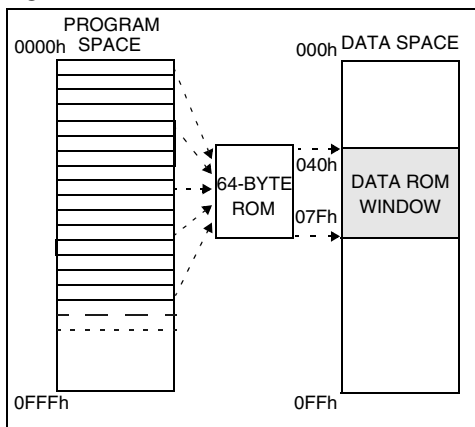 PROGRAM
SPACE
0000h
000h
DATA SPACE
64-BYTE
ROM
040h
07Fh
DATA ROM
WINDOW
0FFFh
0FFh